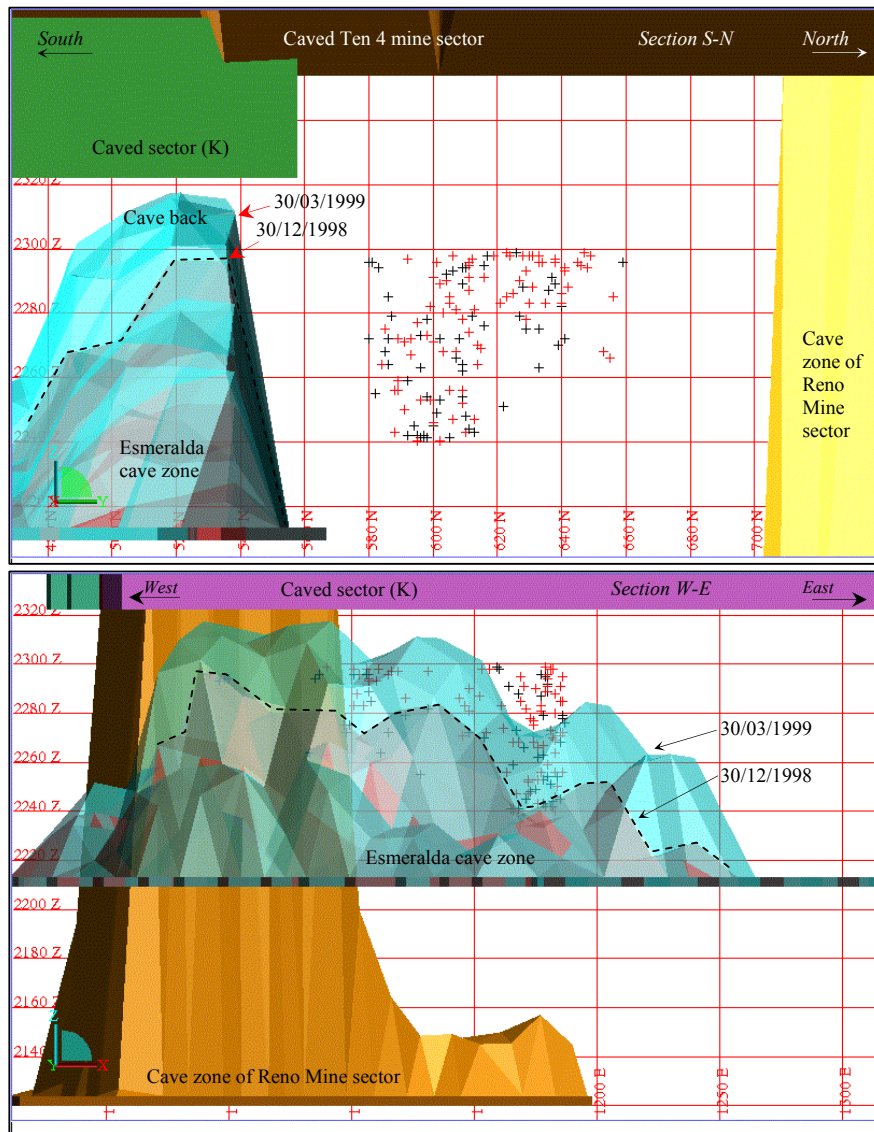 South
Caved Ten 4 mine sector
Section S-N
North
Caved sector (K)
2320 Z
30/03/1999
Cave back
30/12/1998
2300 Z
2280 Z
2260 Z
Cave
zone of
Reno
Mine
sector
Esmeralda
cave zone
Z
X
Y
580 N
600 N
620 N
640 N
660 N
680 N
700 N
West
Caved sector (K)
Section W-E
East
2320 Z
2300 Z
2280 Z
30/03/1999
2260 Z
30/12/1998
2240 Z
Esmeralda cave zone
2220 Z
2200 Z
2180 Z
2160 Z
Z
2140 Z
Y
X
Cave zone of Reno Mine sector
1200 E
1250 E
1300 E